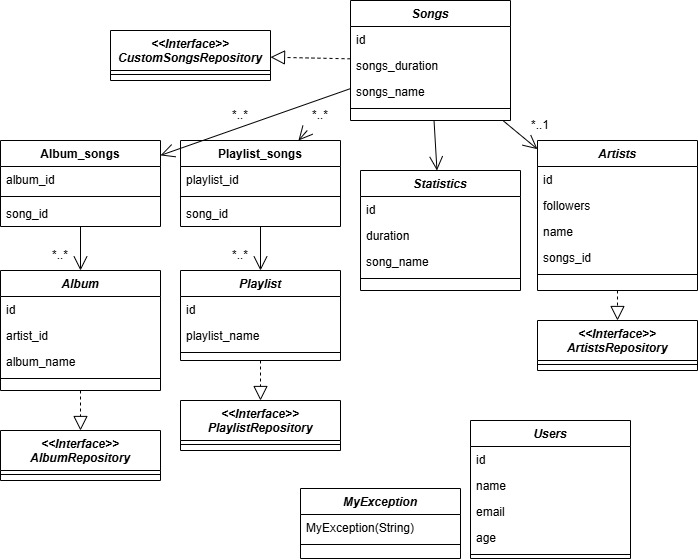 Songs
id
songs_duration
songs_name
<<Interface>>
CustomSongsRepository
*..*
*..*
*..1
Album_songs
album_id
song_id
Playlist_songs
playlist_id
song_id
Statistics
id
duration
song_name
Artists
id
followers
name
songs_id
*..*
*..*
Album
id
artist_id
album_name
Playlist
id
playlist_name
<<Interface>>
ArtistsRepository
<<Interface>>
PlaylistRepository
<<Interface>>
AlbumRepository
Users
id
name
email
age
MyException
MyException(String)